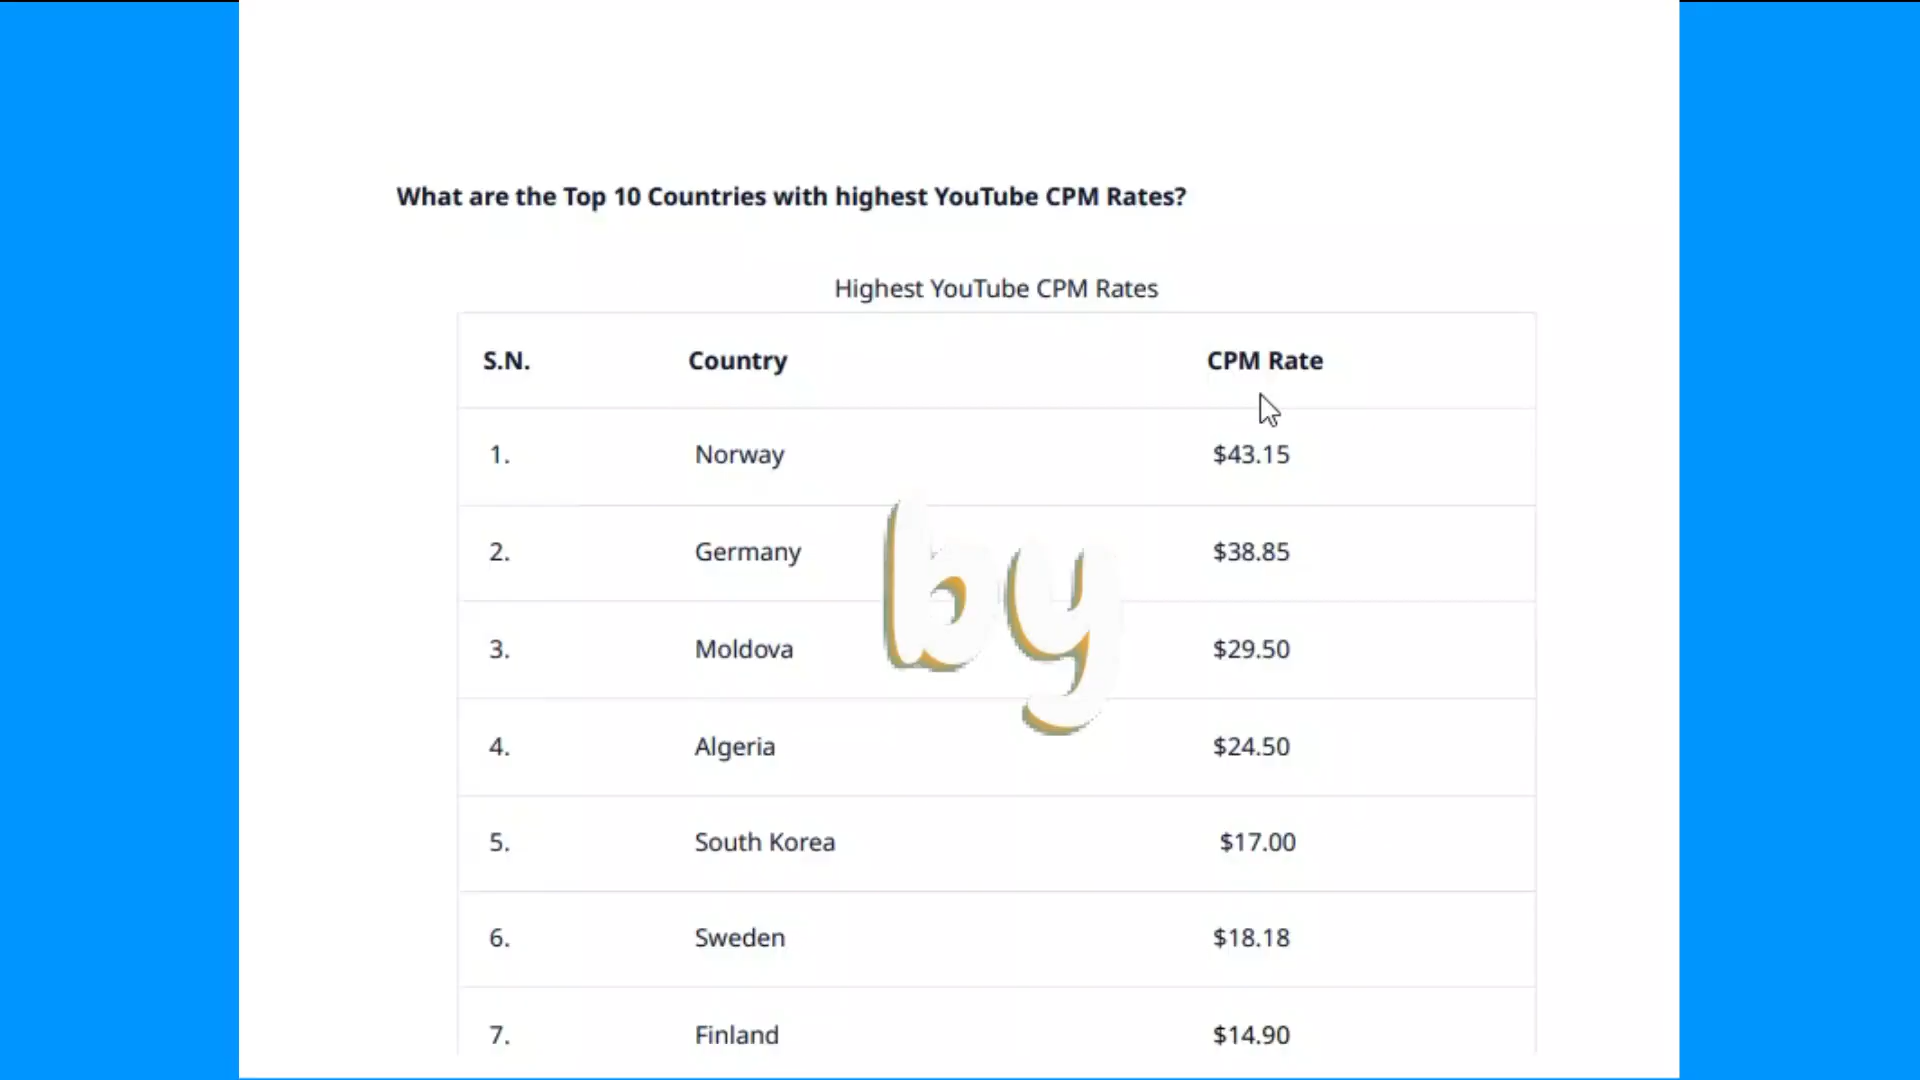 What are the Top 10 Countries with highest YouTube CPM Rates?
Highest YouTube CPM Rates
S.N. Country CPM Rate
1. Norway $43.15
2. Germany $38.85
by
3. Moldova $29.50
4. Algeria $24.50
5. South Korea $17.00
6. Sweden $18.18
7. Finland $14.90